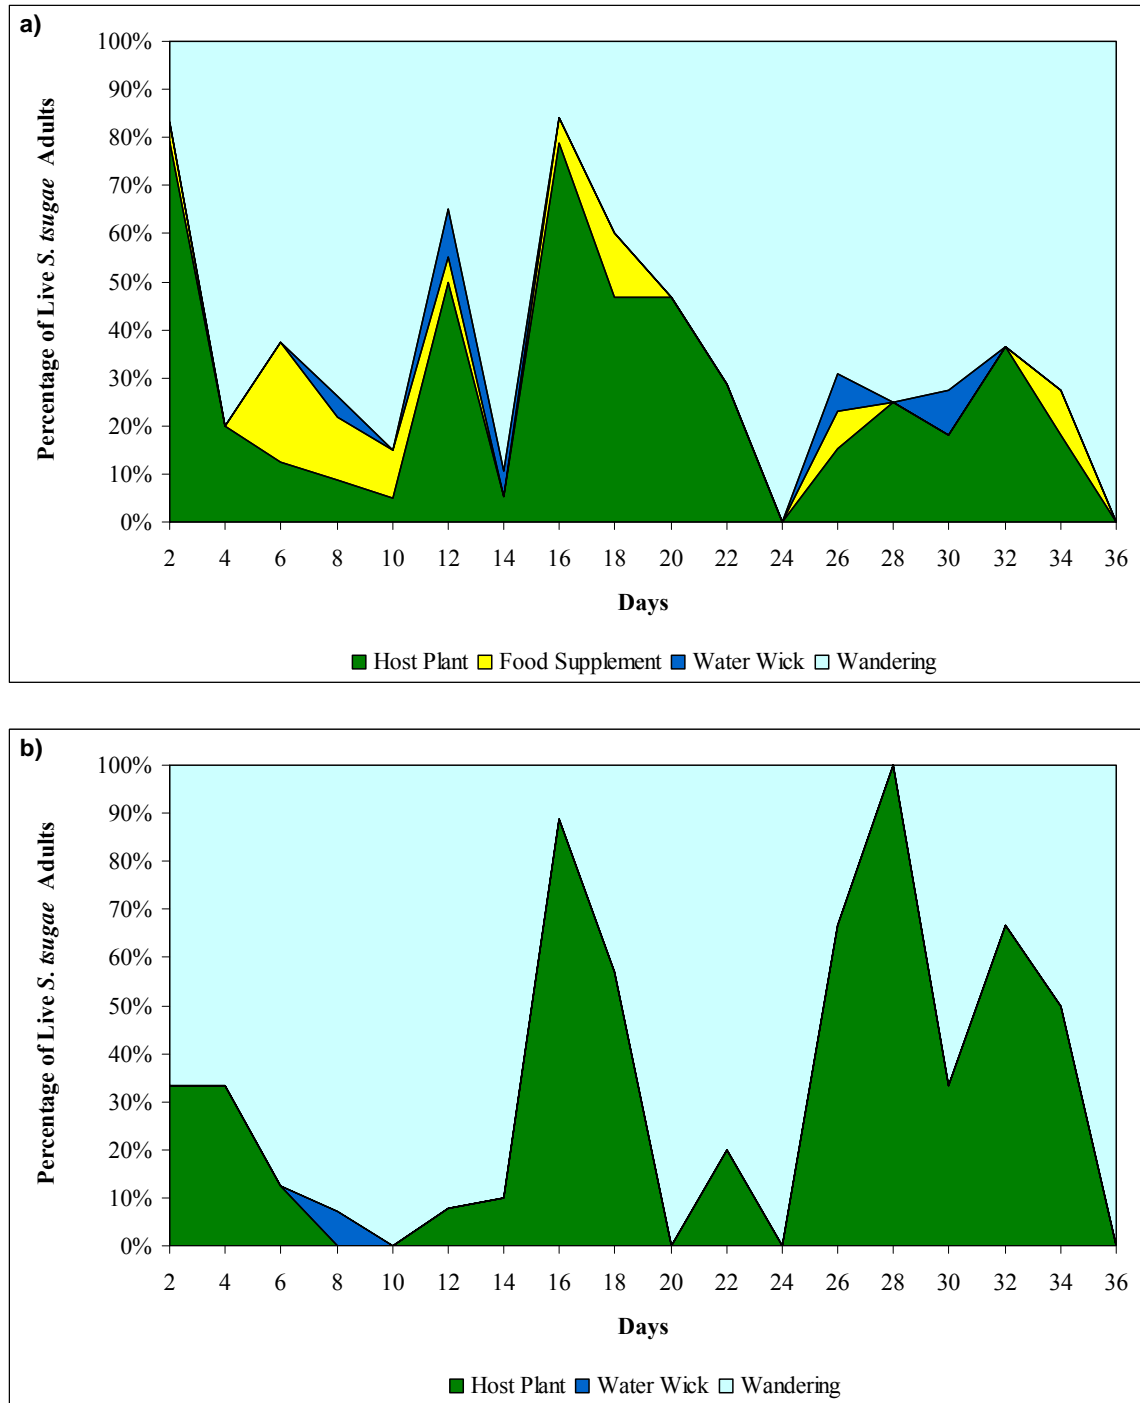 a)
Percentage of Live S. tsugae Adults
100%
90%
80%
70%
60%
50%
40%
30%
20%
10%
0%
2 4 6 8 10 12 14 16 18 20 22 24 26 28 30 32 34 36
Days
Host Plant Food Supplement Water Wick Wandering
b)
Percentage of Live S. tsugae Adults
100%
90%
80%
70%
60%
50%
40%
30%
20%
10%
0%
2 4 6 8 10 12 14 16 18 20 22 24 26 28 30 32 34 36
Days
Host Plant Water Wick Wandering